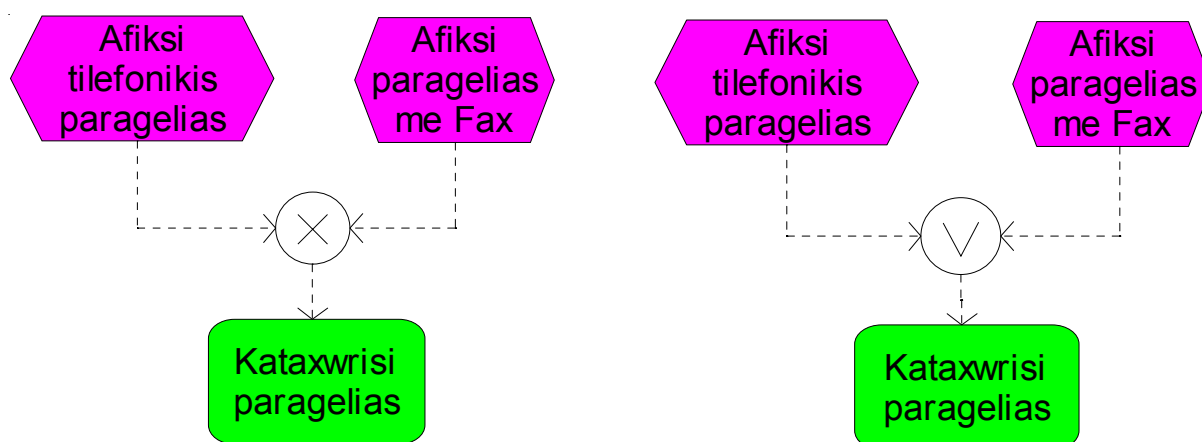 Afiksi
tilefonikis
paragelias
Afiksi
paragelias
me Fax
Kataxwrisi
paragelias
Afiksi
tilefonikis
paragelias
Afiksi
paragelias
me Fax
Kataxwrisi
paragelias